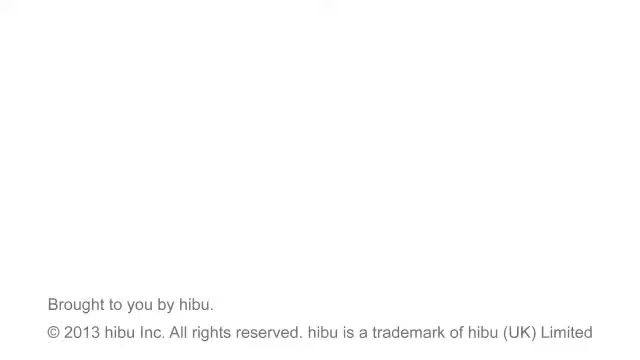 Brought to you by hibu.
© 2013 hibu Inc. All rights reserved. hibu is a trademark of hibu (UK) Limited